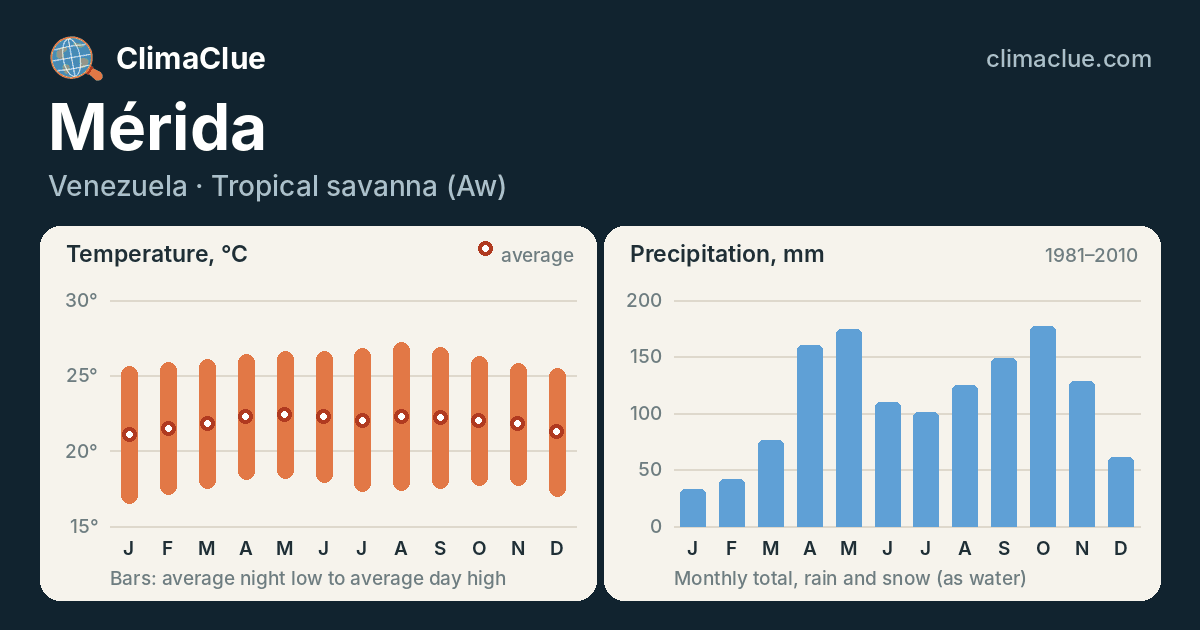 ClimaClue
climaclue.com
Mérida
Venezuela · Tropical savanna (Aw)
Temperature, °C
average
30°
25°
20°
15°
J F M A M J J A S O N D
Bars: average night low to average day high
Precipitation, mm
1981–2010
200
150
100
50
0
J F M A M J J A S O N D
Monthly total, rain and snow (as water)